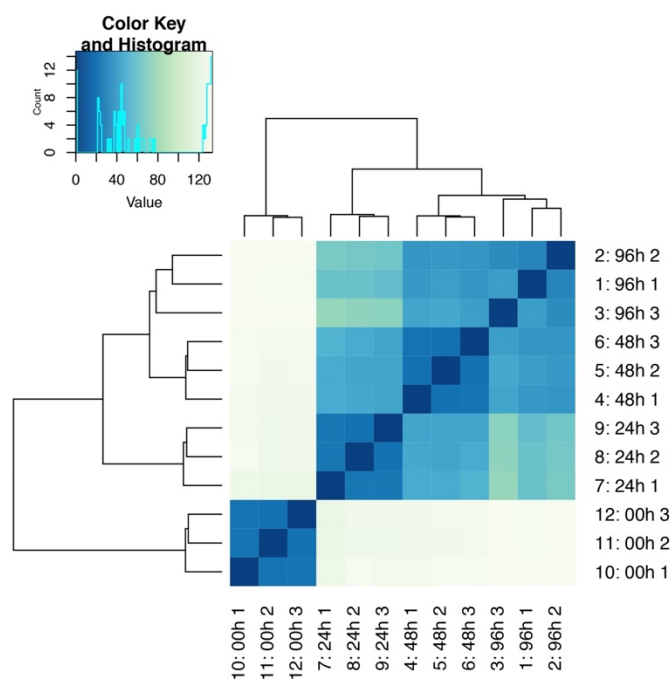 Color Key
and Histogram
Count
0 4 8 12
0 40 80 120
Value
2: 96h 2
1: 96h 1
3: 96h 3
6: 48h 3
5: 48h 2
4: 48h 1
9: 24h 3
8: 24h 2
7: 24h 1
12: 00h 3
11: 00h 2
10: 00h 1
10: 00h 1
11: 00h 2
12: 00h 3
7: 24h 1
8: 24h 2
9: 24h 3
4: 48h 1
5: 48h 2
6: 48h 3
3: 96h 3
1: 96h 1
2: 96h 2